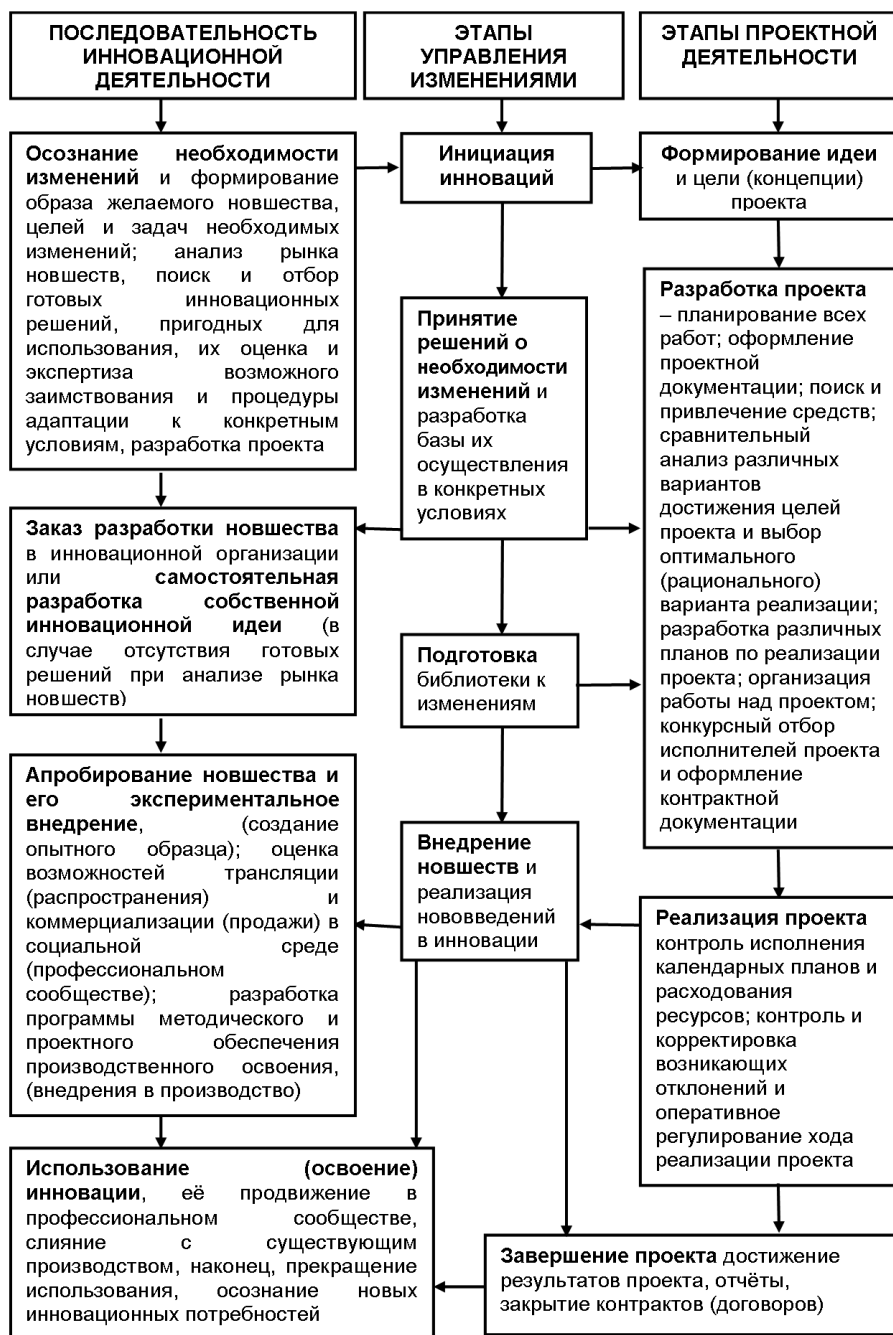 ПОСЛЕДОВАТЕЛЬНОСТЬ
ИННОВАЦИОННОЙ
ДЕЯТЕЛЬНОСТИ
ЭТАПЫ
УПРАВЛЕНИЯ
ИЗМЕНЕНИЯМИ
ЭТАПЫ ПРОЕКТНОЙ
ДЕЯТЕЛЬНОСТИ
Осознание необходимости
изменений и формирование
образа желаемого новшества,
целей и задач необходимых
изменений; анализ рынка
новшеств, поиск и отбор
готовых инновационных
решений, пригодных для
использования, их оценка и
экспертиза возможного
заимствования и процедуры
адаптации к конкретным
условиям, разработка проекта
Инициация
инноваций
Формирование идеи
и цели (концепции)
проекта
Принятие
решений о
необходимости
изменений и
разработка
базы их
осуществления
в конкретных
условиях
Разработка проекта
– планирование всех
работ; оформление
проектной
документации; поиск и
привлечение средств;
сравнительный
анализ различных
вариантов
достижения целей
проекта и выбор
оптимального
(рационального)
варианта реализации;
разработка различных
планов по реализации
проекта; организация
работы над проектом;
конкурсный отбор
исполнителей проекта
и оформление
контрактной
документации
Заказ разработки новшества
в инновационной организации
или самостоятельная
разработка собственной
инновационной идеи (в
случае отсутствия готовых
решений при анализе рынка
новшеств)
Подготовка
библиотеки к
изменениям
Апробирование новшества и
его экспериментальное
внедрение, (создание
опытного образца); оценка
возможностей трансляции
(распространения) и
коммерциализации (продажи) в
социальной среде
(профессиональном
сообществе); разработка
программы методического и
проектного обеспечения
производственного освоения,
(внедрения в производство)
Внедрение
новшеств и
реализация
нововведений
в инновации
Реализация проекта
контроль исполнения
календарных планов и
расходования
ресурсов; контроль и
корректировка
возникающих
отклонений и
оперативное
регулирование хода
реализации проекта
Использование (освоение)
инновации, её продвижение в
профессиональном сообществе,
слияние с существующим
производством, наконец, прекращение
использования, осознание новых
инновационных потребностей
Завершение проекта достижение
результатов проекта, отчёты,
закрытие контрактов (договоров)